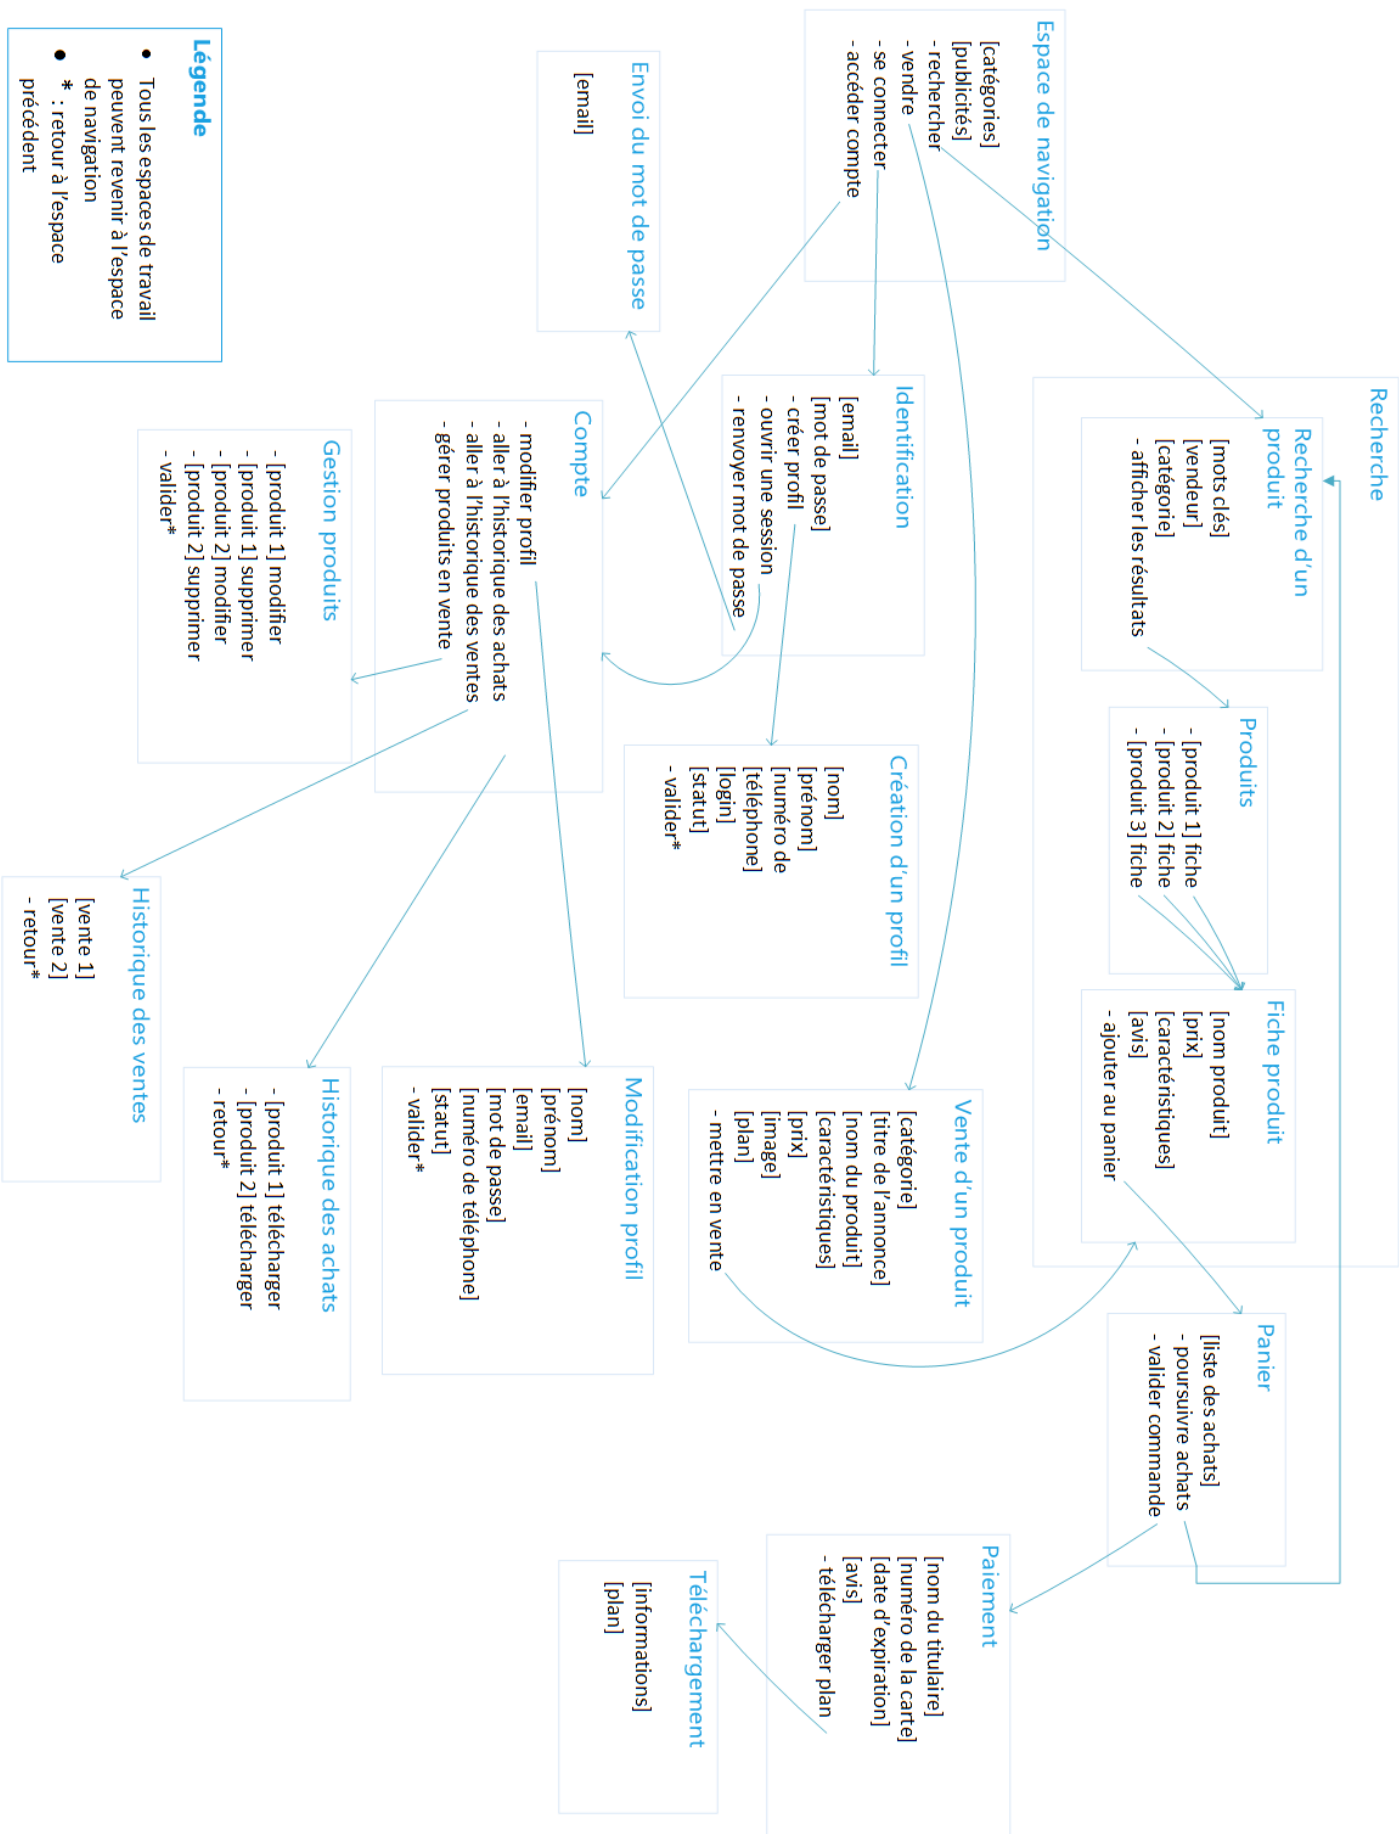 Recherche
Recherche d'un
produit
[mots clés]
[vendeur]
[catégorie]
- afficher les résultats
Produits
- [produit 1] fiche
- [produit 2] fiche
- [produit 3] fiche
Fiche produit
[nom produit]
[prix]
[caractéristiques]
[avis]
- ajouter au panier
Panier
[liste des achats]
- poursuivre achats
- valider commande
Espace de navigation
[catégories]
[publicités]
- rechercher
- vendre
- se connecter
- accéder compte
Identification
[email]
[mot de passe]
- créer profil
- ouvrir une session
- renvoyer mot de passe
Création d'un profil
[nom]
[prénom]
[numéro de
téléphone]
[login]
[statut]
- valider*
Vente d'un produit
[catégorie]
[titre de l'annonce]
[nom du produit]
[caractéristiques]
[prix]
[image]
[plan]
- mettre en vente
Paiement
[nom du titulaire]
[numéro de la carte]
[date d'expiration]
[avis]
- télécharger plan
Envoi du mot de passe
[email]
Compte
- modifier profil
- aller à l'historique des achats
- aller à l'historique des ventes
- gérer produits en vente
Modification profil
[nom]
[prénom]
[email]
[mot de passe]
[numéro de téléphone]
[statut]
- valider*
Téléchargement
[informations]
[plan]
Gestion produits
- [produit 1] modifier
- [produit 1] supprimer
- [produit 2] modifier
- [produit 2] supprimer
- valider*
Historique des achats
- [produit 1] télécharger
- [produit 2] télécharger
- retour*
Historique des ventes
[vente 1]
[vente 2]
- retour*
Légende
• Tous les espaces de travail
peuvent revenir à l'espace
de navigation
• * : retour à l'espace
précédent